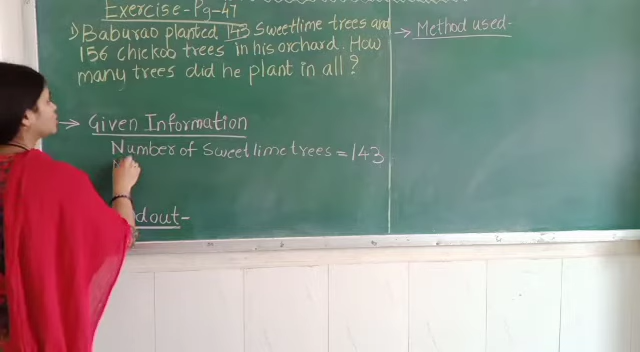 Exercise-Pg-47
1) Baburao planted 143 Sweetlime trees and
156 chickoo trees in his orchard. How
many trees did he plant in all?
→ Method used-
→ Given Information
Number of Sweetlime trees = 143
dout-